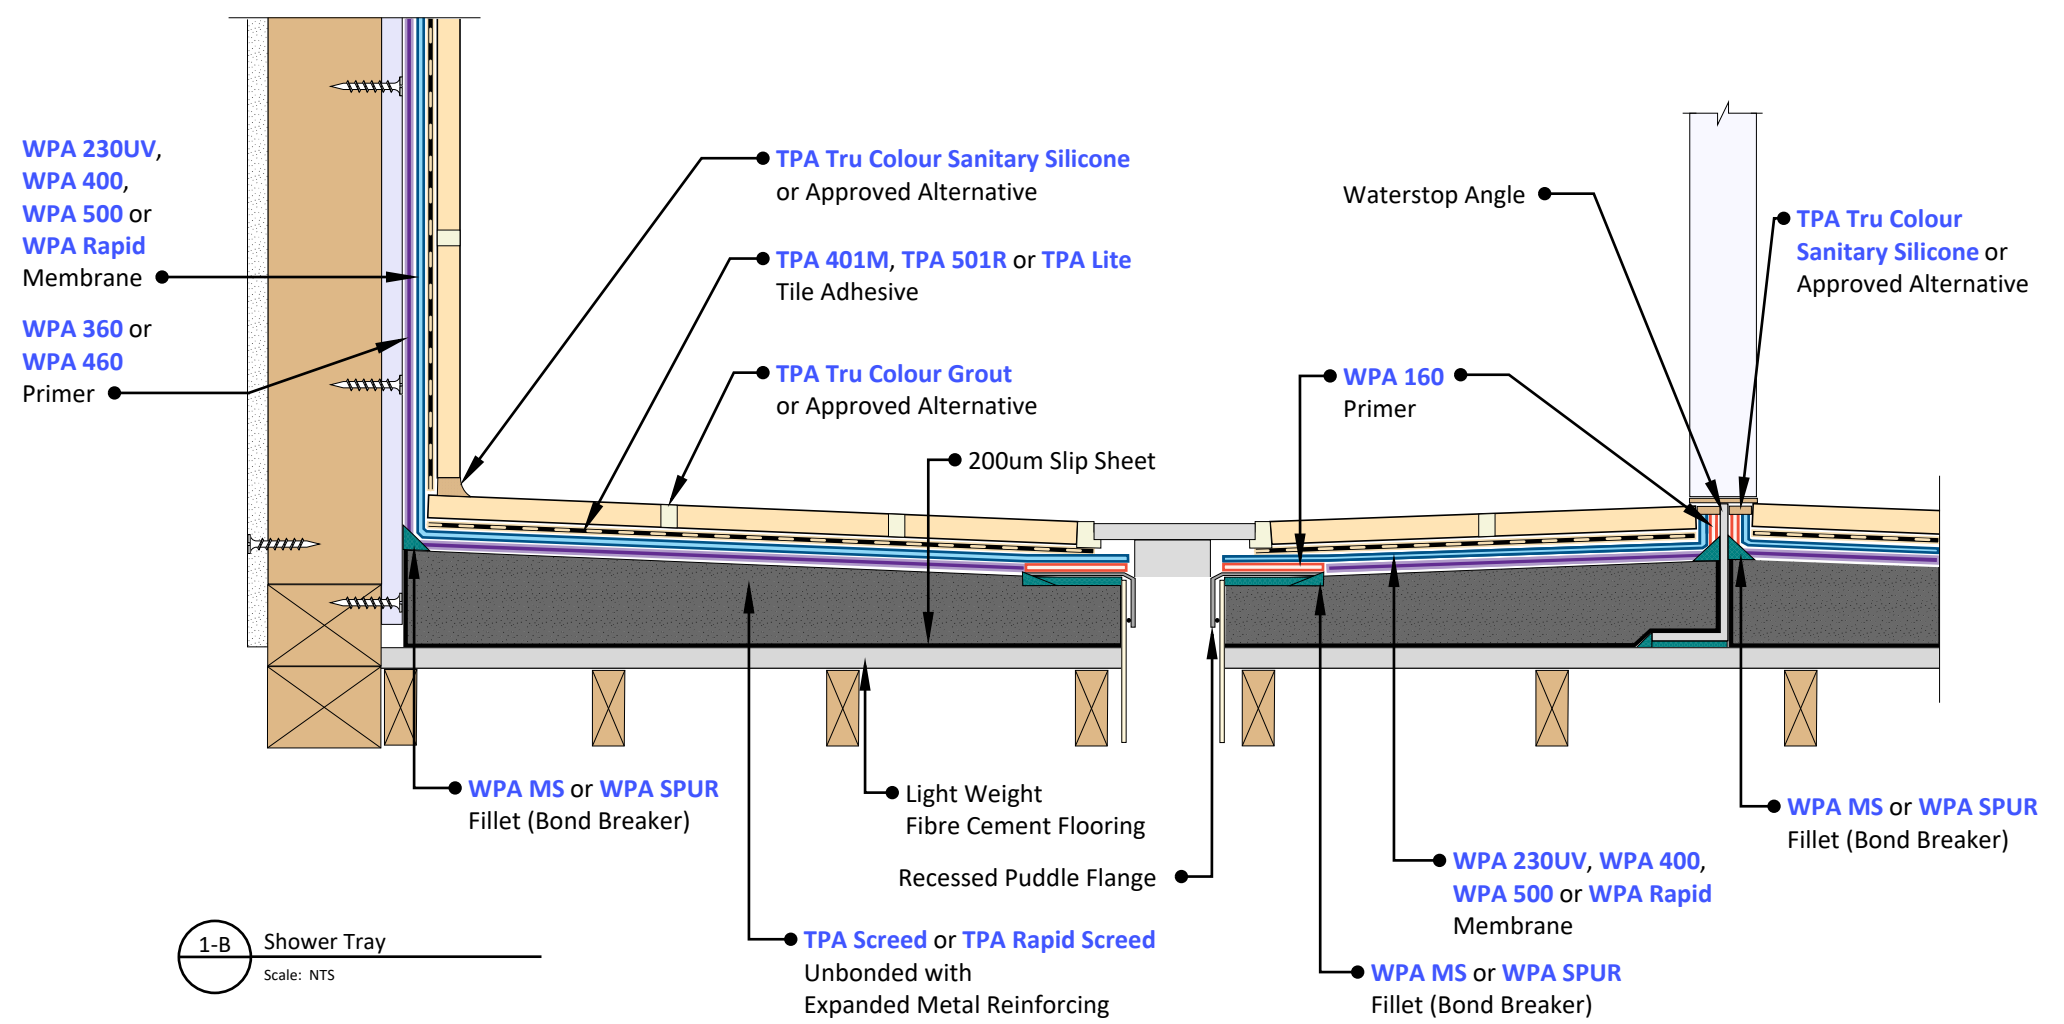 WPA 230UV,
WPA 400,
WPA 500 or
WPA Rapid
Membrane
WPA 360 or
WPA 460
Primer
TPA Tru Colour Sanitary Silicone
or Approved Alternative
TPA 401M, TPA 501R or TPA Lite
Tile Adhesive
TPA Tru Colour Grout
or Approved Alternative
200um Slip Sheet
Waterstop Angle
TPA Tru Colour
Sanitary Silicone or
Approved Alternative
WPA 160
Primer
WPA MS or WPA SPUR
Fillet (Bond Breaker)
Light Weight
Fibre Cement Flooring
Recessed Puddle Flange
TPA Screed or TPA Rapid Screed
Unbonded with
Expanded Metal Reinforcing
WPA MS or WPA SPUR
Fillet (Bond Breaker)
WPA 230UV, WPA 400,
WPA 500 or WPA Rapid
Membrane
WPA MS or WPA SPUR
Fillet (Bond Breaker)
1-B
Shower Tray
Scale: NTS